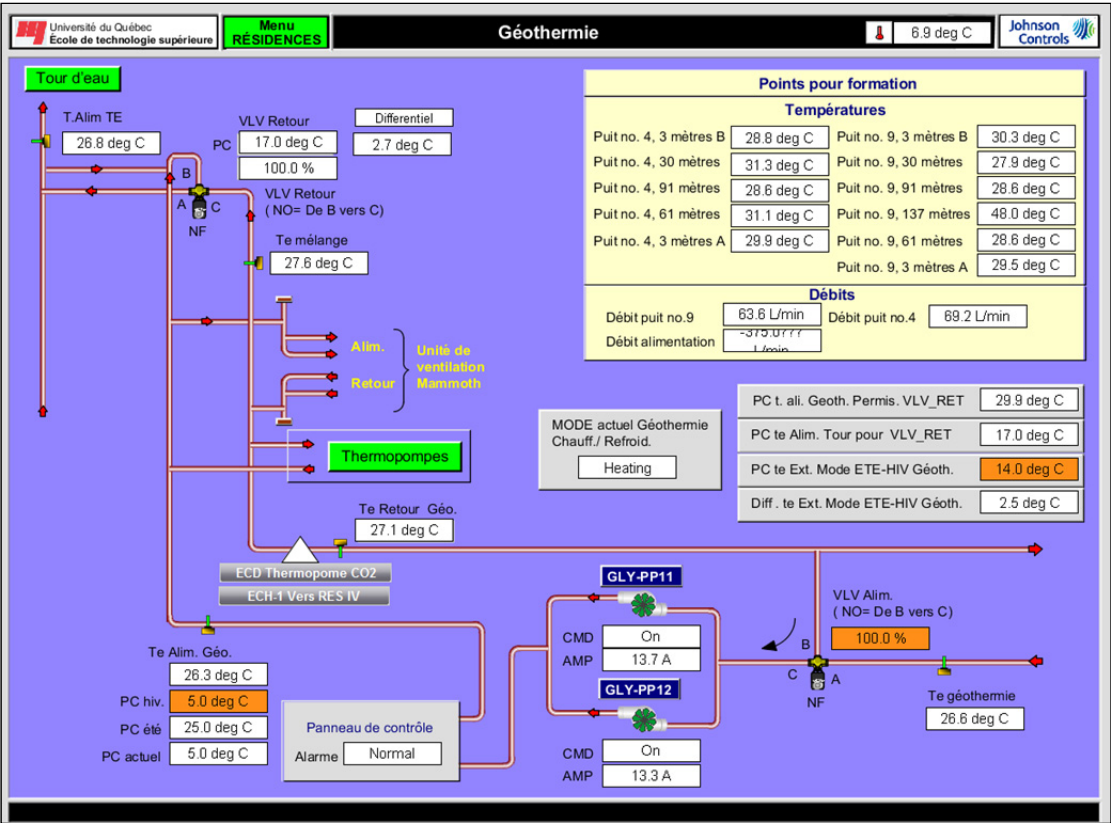 Université du Québec
École de technologie supérieure
Menu
RÉSIDENCES
Géothermie
6.9 deg C
Johnson
Controls
Tour d'eau
T.Alim TE
26.8 deg C
VLV Retour
PC 17.0 deg C
100.0 %
Differentiel
2.7 deg C
B
A C
NF
VLV Retour
( NO= De B vers C)
Te mélange
27.6 deg C
Alim.
Retour
Unité de
ventilation
Mammoth
Thermopompes
Te Retour Géo.
27.1 deg C
ECD Thermopome CO2
ECH-1 Vers RES IV
Te Alim. Géo.
26.3 deg C
PC hiv. 5.0 deg C
PC été 25.0 deg C
PC actuel 5.0 deg C
Panneau de contrôle
Alarme Normal
Points pour formation
Températures
Puit no. 4, 3 mètres B 28.8 deg C Puit no. 9, 3 mètres B 30.3 deg C
Puit no. 4, 30 mètres 31.3 deg C Puit no. 9, 30 mètres 27.9 deg C
Puit no. 4, 91 mètres 28.6 deg C Puit no. 9, 91 mètres 28.6 deg C
Puit no. 4, 61 mètres 31.1 deg C Puit no. 9, 137 mètres 48.0 deg C
Puit no. 4, 3 mètres A 29.9 deg C Puit no. 9, 61 mètres 28.6 deg C
Puit no. 9, 3 mètres A 29.5 deg C
Débits
Débit puit no.9 63.6 L/min Débit puit no.4 69.2 L/min
Débit alimentation -375.0???
L/min
MODE actuel Géothermie
Chauff./ Refroid.
Heating
PC t. ali. Geoth. Permis. VLV_RET 29.9 deg C
PC te Alim. Tour pour VLV_RET 17.0 deg C
PC te Ext. Mode ETE-HIV Géoth. 14.0 deg C
Diff . te Ext. Mode ETE-HIV Géoth. 2.5 deg C
GLY-PP11
CMD On
AMP 13.7 A
GLY-PP12
CMD On
AMP 13.3 A
VLV Alim.
( NO= De B vers C)
100.0 %
B
C A
NF
Te géothermie
26.6 deg C